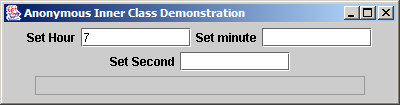 Anonymous Inner Class Demonstration
Set Hour 7 Set minute
Set Second